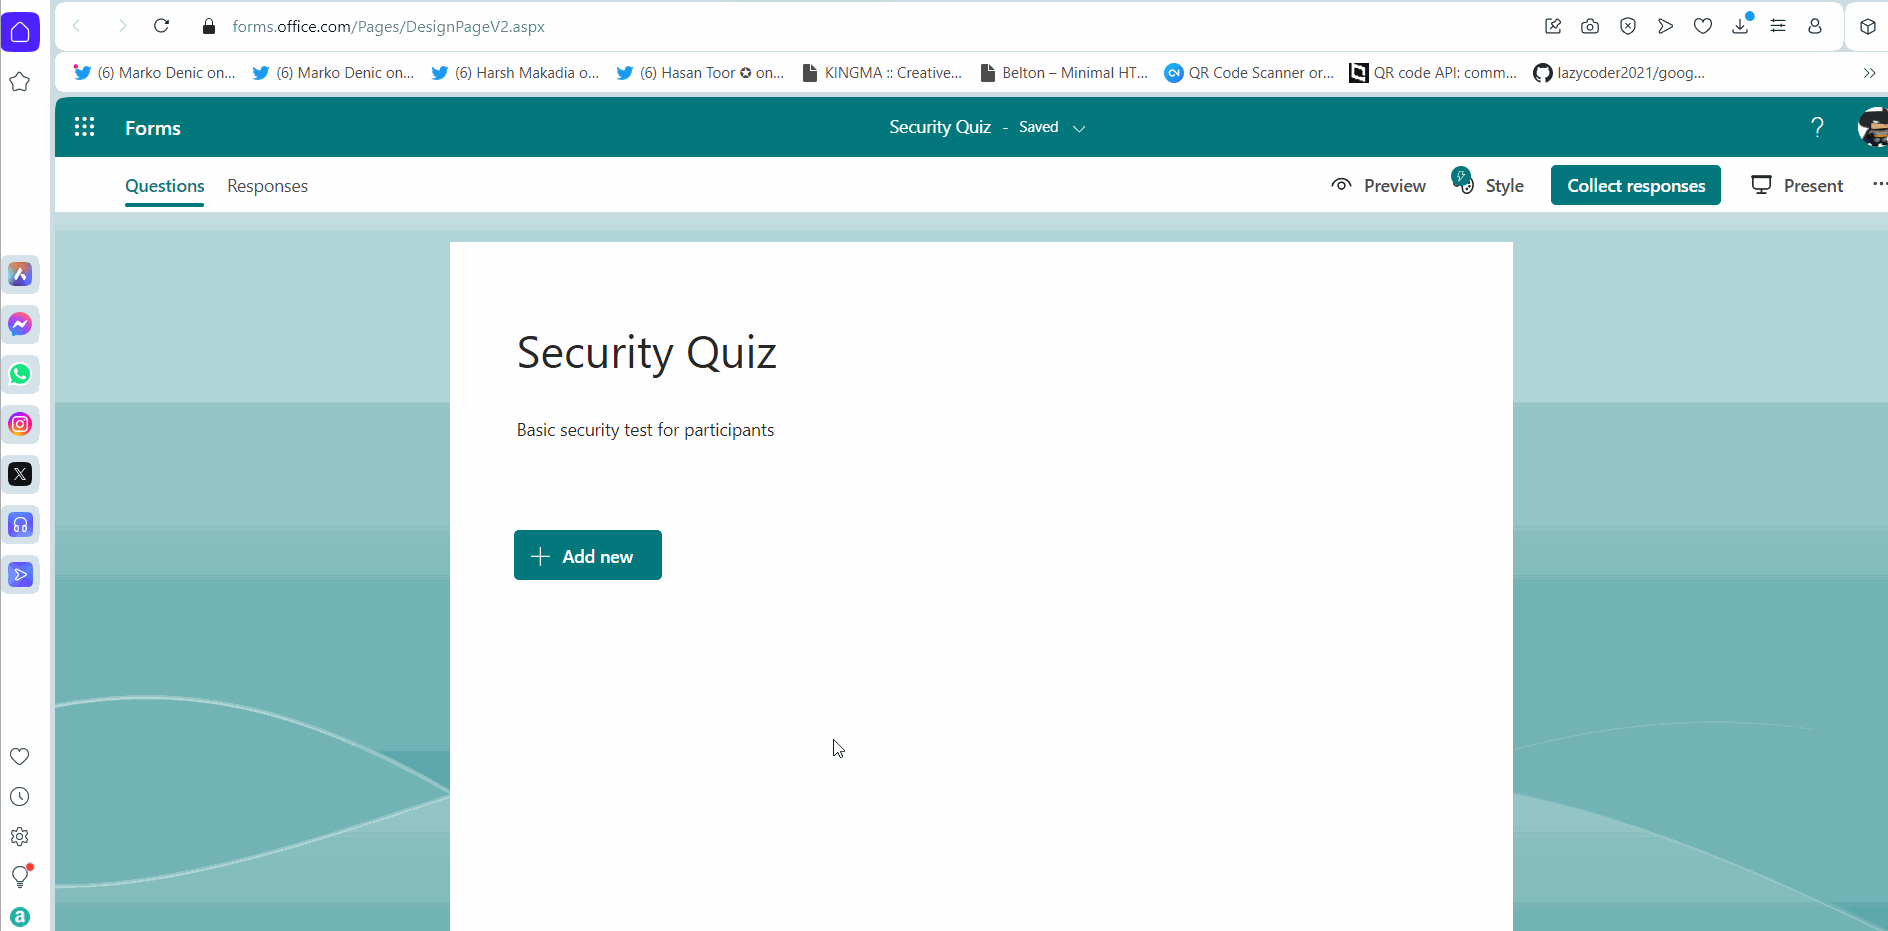 forms.office.com/Pages/DesignPageV2.aspx
(6) Marko Denic on... (6) Marko Denic on... (6) Harsh Makadia o... (6) Hasan Toor ✪ on... KINGMA :: Creative... Belton – Minimal HT... QR Code Scanner or... QR code API: comm... lazycoder2021/goog...
Forms Security Quiz - Saved ?
Questions Responses Preview Style Collect responses Present ...
Security Quiz
Basic security test for participants
+ Add new